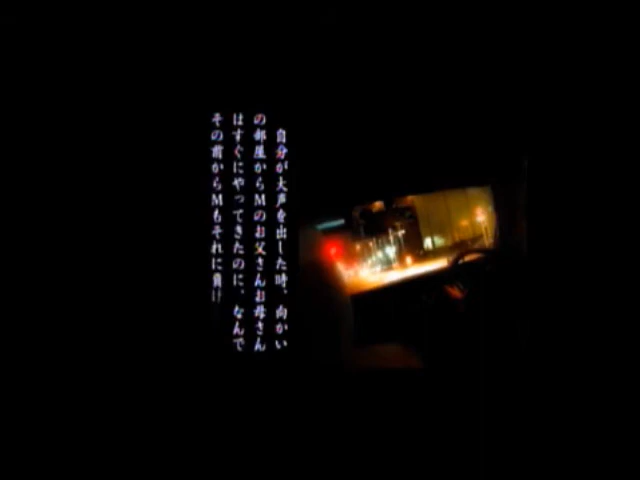 自分が大声を出した時、向かい
の部屋からMのお父さんお母さん
はすぐにやってきたのに、なんで
その前からMもそれに負け